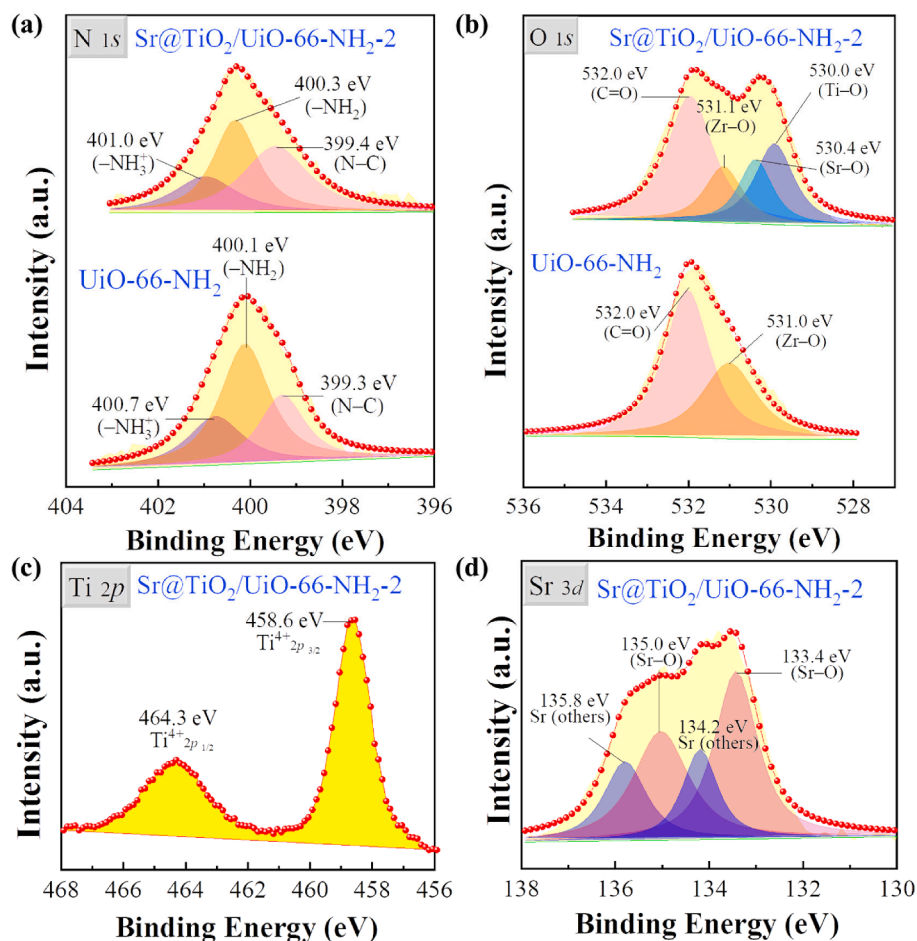 (a)
N 1s
Sr@TiO₂/UiO-66-NH₂-2
400.3 eV
(–NH₂)
401.0 eV
(–NH₃⁺)
399.4 eV
(N–C)
400.1 eV
(–NH₂)
UiO-66-NH₂
399.3 eV
(N–C)
400.7 eV
(–NH₃⁺)
Intensity (a.u.)
404 402 400 398 396
Binding Energy (eV)
(b)
O 1s
Sr@TiO₂/UiO-66-NH₂-2
532.0 eV
(C=O)
530.0 eV
(Ti–O)
531.1 eV
(Zr–O)
530.4 eV
(Sr–O)
UiO-66-NH₂
532.0 eV
(C=O)
531.0 eV
(Zr–O)
Intensity (a.u.)
536 534 532 530 528
Binding Energy (eV)
(c)
Ti 2p
Sr@TiO₂/UiO-66-NH₂-2
458.6 eV
Ti⁴⁺ 2p 3/2
464.3 eV
Ti⁴⁺ 2p 1/2
Intensity (a.u.)
468 466 464 462 460 458 456
Binding Energy (eV)
(d)
Sr 3d
Sr@TiO₂/UiO-66-NH₂-2
135.0 eV
(Sr–O)
133.4 eV
(Sr–O)
135.8 eV
Sr (others)
134.2 eV
Sr (others)
Intensity (a.u.)
138 136 134 132 130
Binding Energy (eV)